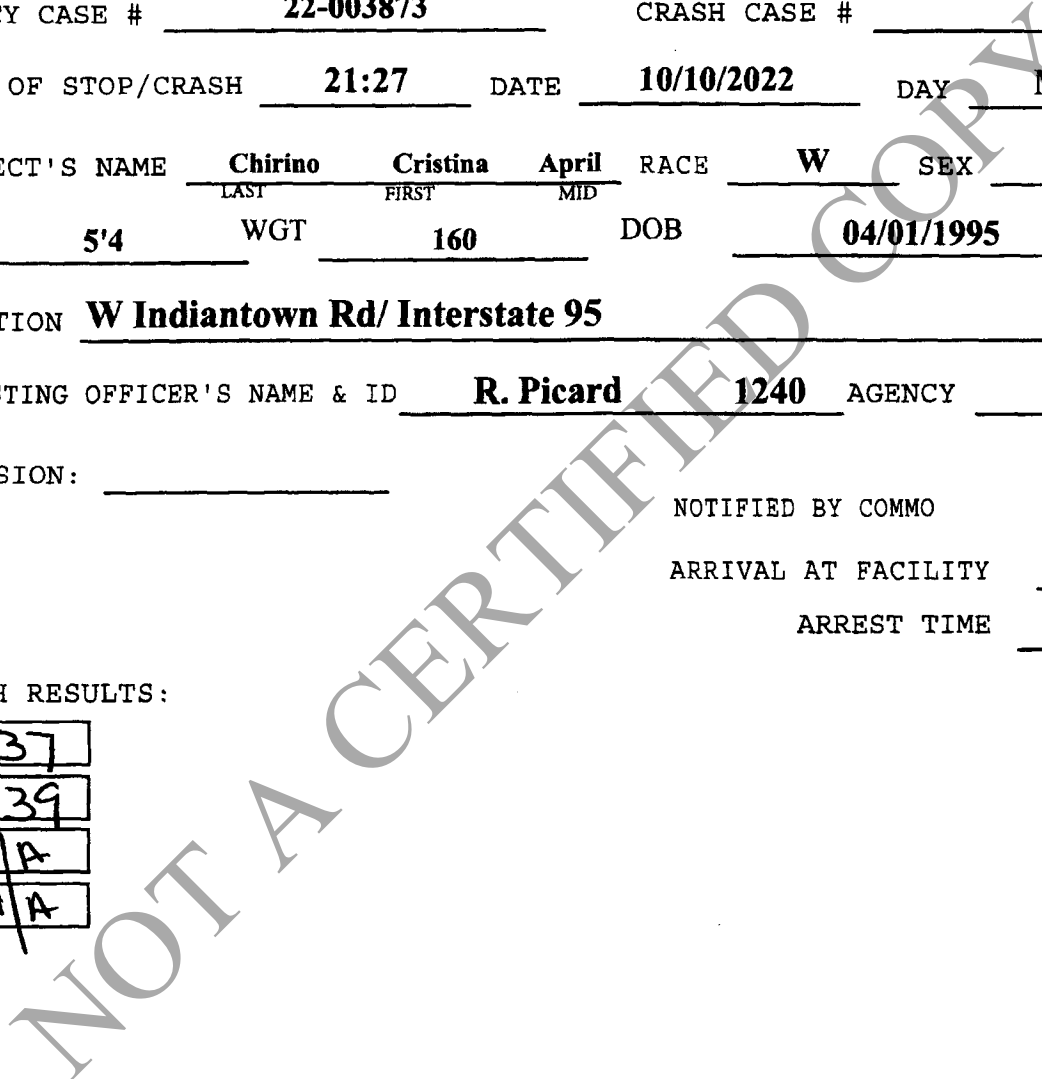 Y CASE # 22-003873 CRASH CASE #
OF STOP/CRASH 21:27 DATE 10/10/2022 DAY
ECT'S NAME Chirino Cristina April RACE W SEX
LAST FIRST MID
5'4 WGT 160 DOB 04/01/1995
TION W Indiantown Rd/ Interstate 95
STING OFFICER'S NAME & ID R. Picard 1240 AGENCY
SION:
NOTIFIED BY COMMO
ARRIVAL AT FACILITY
ARREST TIME
H RESULTS:
37
39
/A
/A
NOT A CERTIFIED COPY